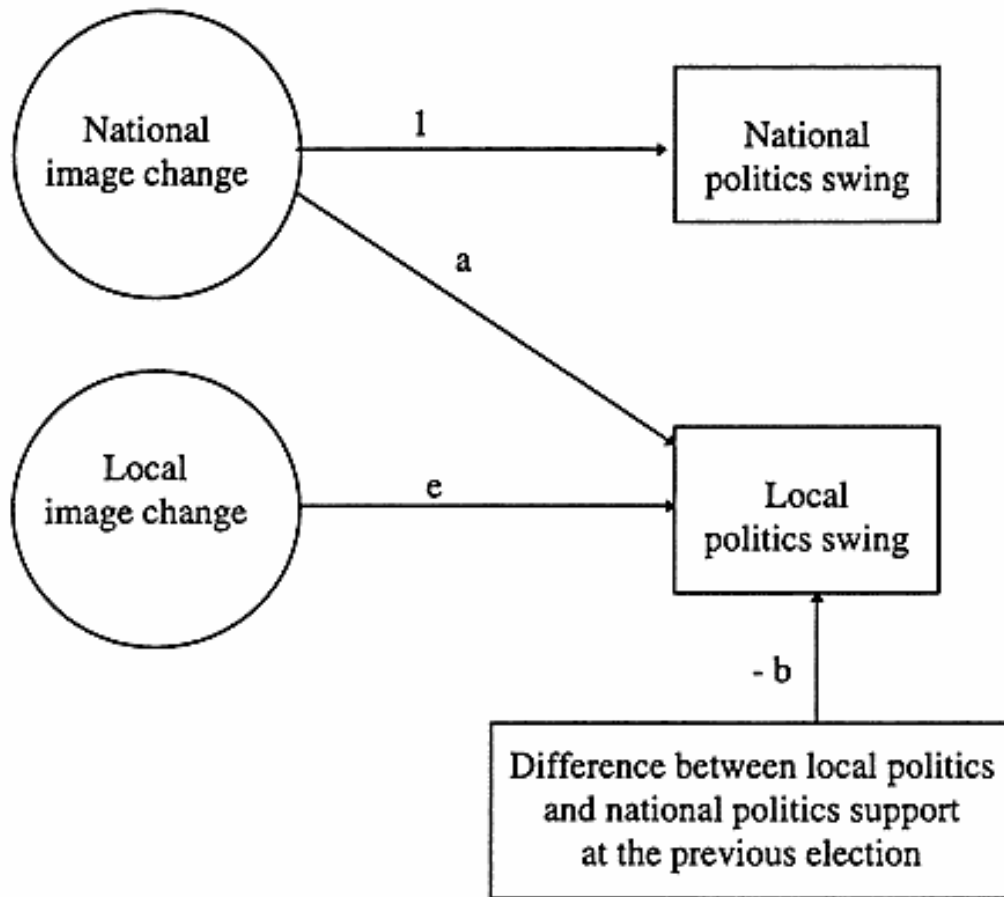 National
image change
1
National
politics swing
a
Local
image change
e
Local
politics swing
- b
Difference between local politics
and national politics support
at the previous election